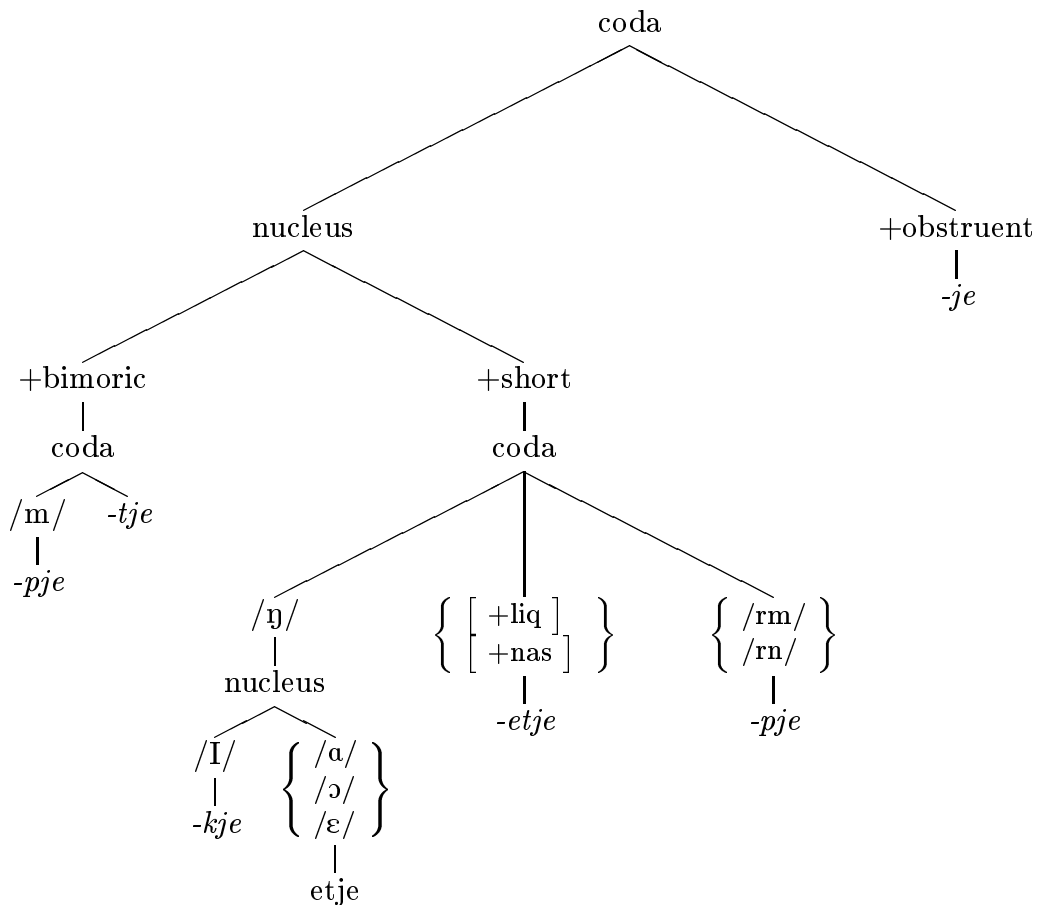 coda
nucleus +obstruent
-je
+bimoric +short
coda coda
/m/ -tje
-pje
/ŋ/ { [ +liq ] } { /rm/ }
[ +nas ] /rn/
nucleus -etje -pje
/I/ { /ɑ/ }
/ɔ/
-kje /ɛ/
etje